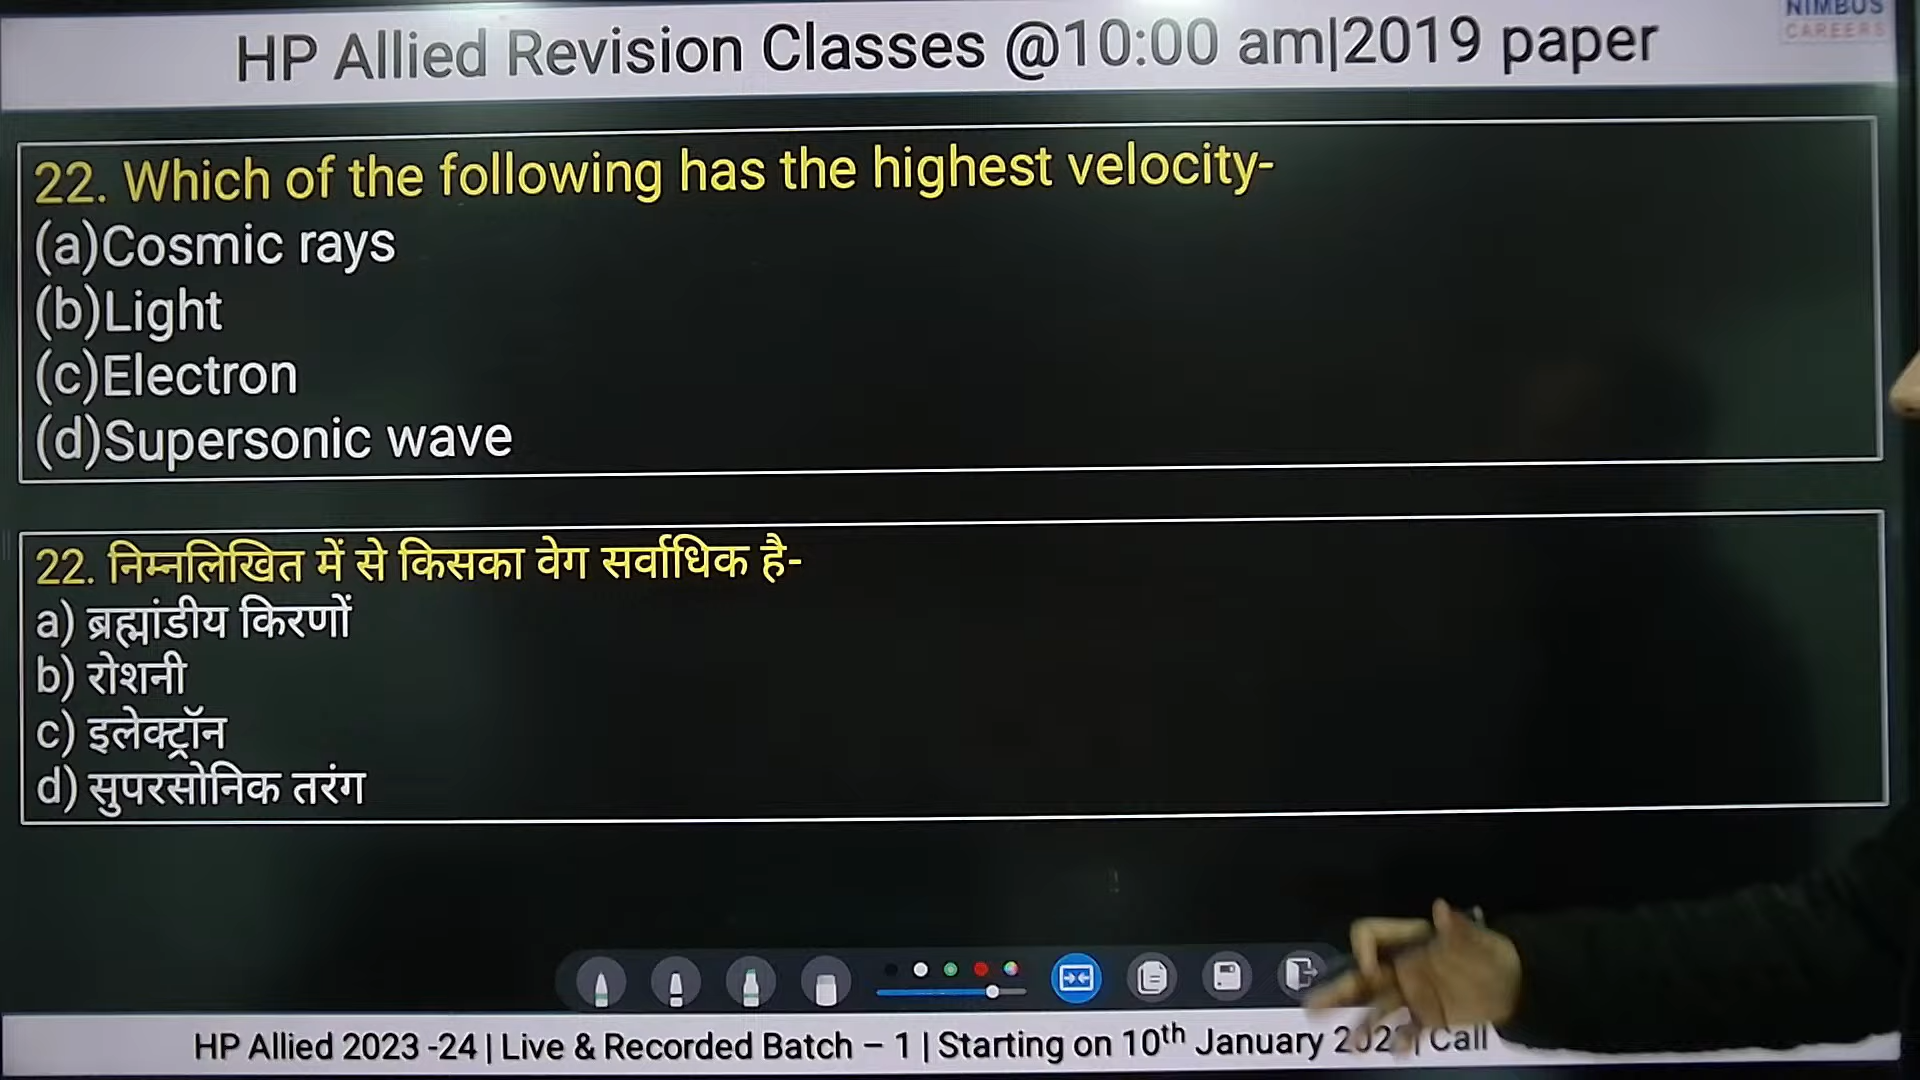 HP Allied Revision Classes @10:00 am|2019 paper
NIMBUS
CAREERS
22. Which of the following has the highest velocity-
(a)Cosmic rays
(b)Light
(c)Electron
(d)Supersonic wave
22. निम्नलिखित में से किसका वेग सर्वाधिक है-
a) ब्रह्मांडीय किरणों
b) रोशनी
c) इलेक्ट्रॉन
d) सुपरसोनिक तरंग
HP Allied 2023 -24 | Live & Recorded Batch – 1 | Starting on 10th January 2023| Call